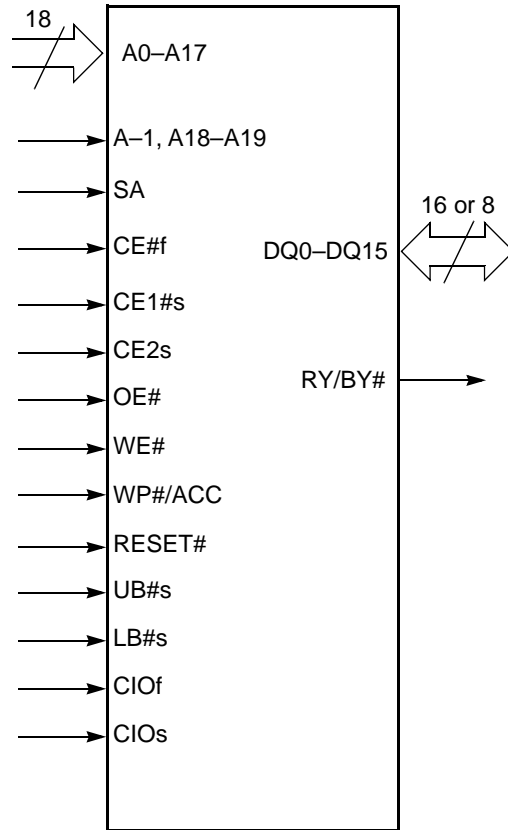 18
A0–A17
A–1, A18–A19
SA
16 or 8
CE#f
DQ0–DQ15
CE1#s
CE2s
RY/BY#
OE#
WE#
WP#/ACC
RESET#
UB#s
LB#s
CIOf
CIOs